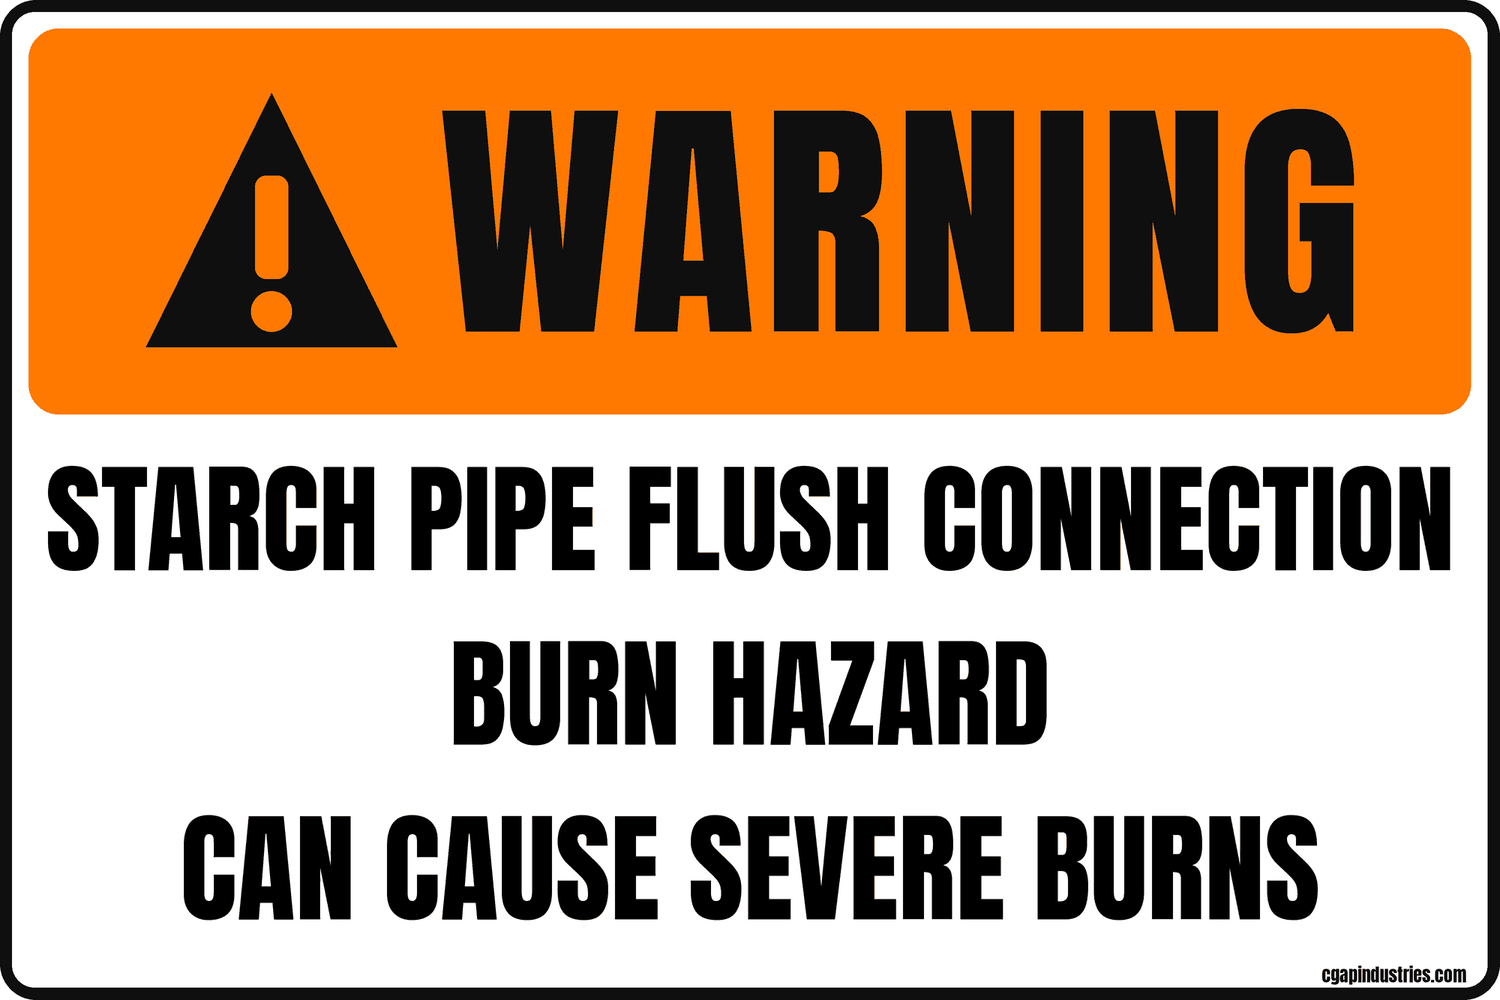 WARNING
STARCH PIPE FLUSH CONNECTION
BURN HAZARD
CAN CAUSE SEVERE BURNS
cgapindustries.com